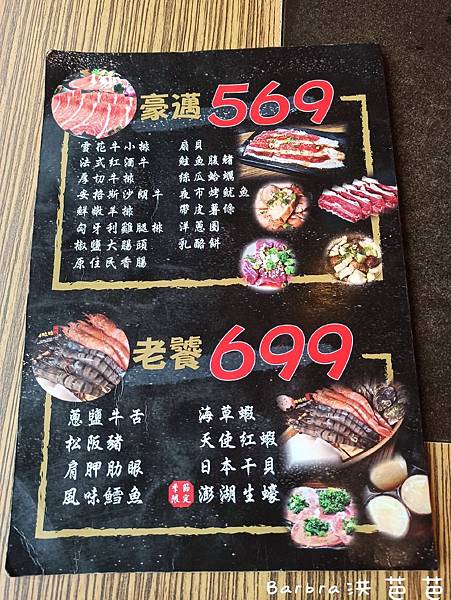 豪邁 569
雪花牛小排
法式紅酒牛
厚切牛排
安格斯沙朗牛
鮮嫩羊排
匈牙利雞腿排
椒鹽大腸頭
原住民香腸
扇貝
鮭魚腹鰭
絲瓜蛤蠣
夜市烤魷魚
帶皮薯條
洋蔥圈
乳酪餅
老饕 699
蔥鹽牛舌
松阪豬
肩胛肋眼
風味鱈魚
海草蝦
天使紅蝦
日本干貝
季節限定 澎湖生蠔
Barbra洪芭芭